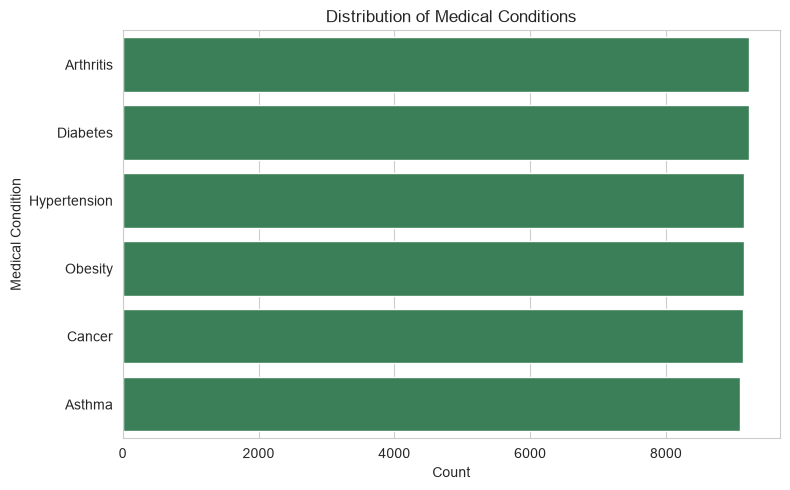 Distribution of Medical Conditions
Medical Condition
Arthritis
Diabetes
Hypertension
Obesity
Cancer
Asthma
0 2000 4000 6000 8000
Count